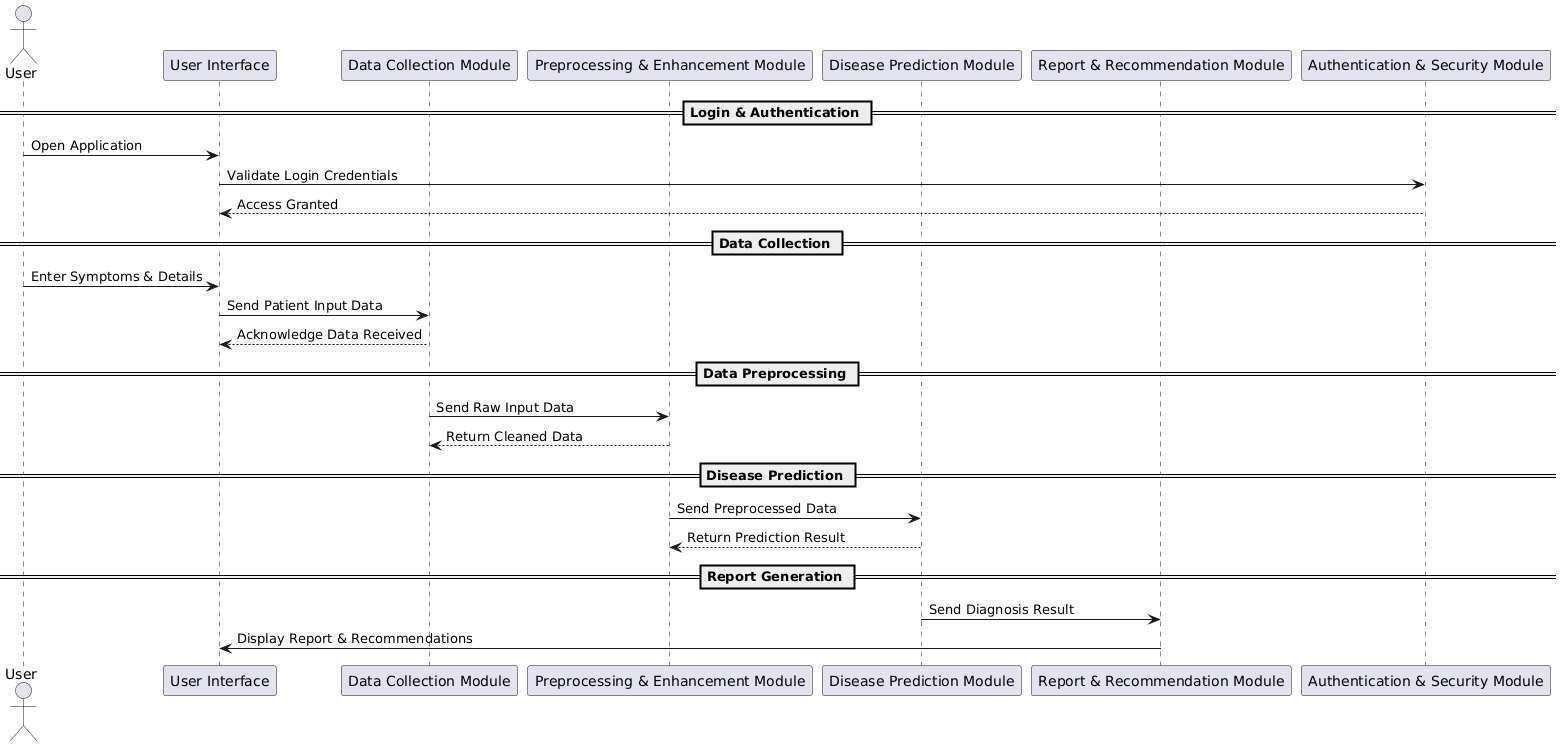 User
User Interface
Data Collection Module
Preprocessing & Enhancement Module
Disease Prediction Module
Report & Recommendation Module
Authentication & Security Module
Login & Authentication
Open Application
Validate Login Credentials
Access Granted
Data Collection
Enter Symptoms & Details
Send Patient Input Data
Acknowledge Data Received
Data Preprocessing
Send Raw Input Data
Return Cleaned Data
Disease Prediction
Send Preprocessed Data
Return Prediction Result
Report Generation
Send Diagnosis Result
Display Report & Recommendations
User
User Interface
Data Collection Module
Preprocessing & Enhancement Module
Disease Prediction Module
Report & Recommendation Module
Authentication & Security Module